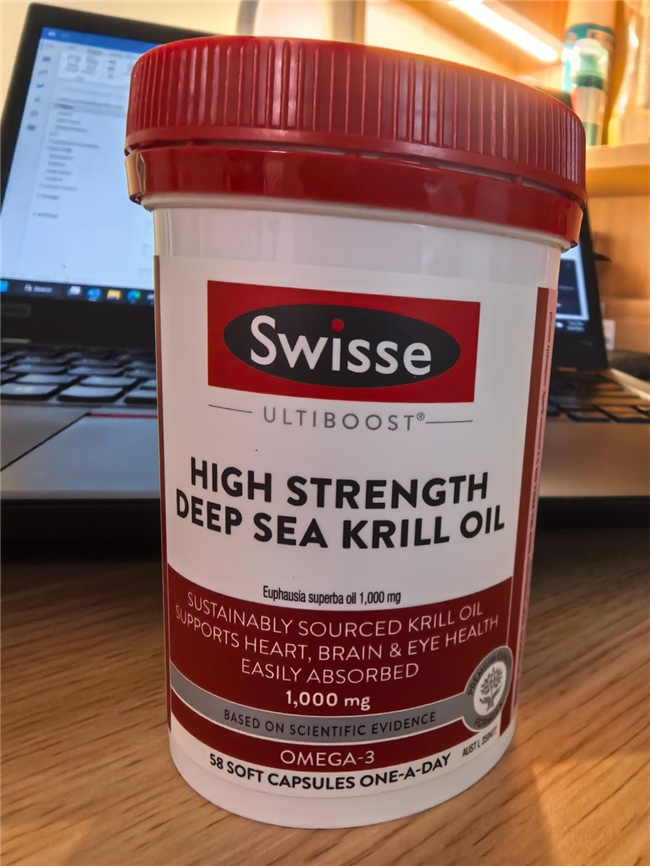 Swisse
ULTIBOOST®
HIGH STRENGTH
DEEP SEA KRILL OIL
Euphausia superba oil 1,000 mg
SUSTAINABLY SOURCED KRILL OIL
SUPPORTS HEART, BRAIN & EYE HEALTH
EASILY ABSORBED
1,000 mg
BASED ON SCIENTIFIC EVIDENCE
PREMIUM
OMEGA-3
AUST L
58 SOFT CAPSULES ONE-A-DAY